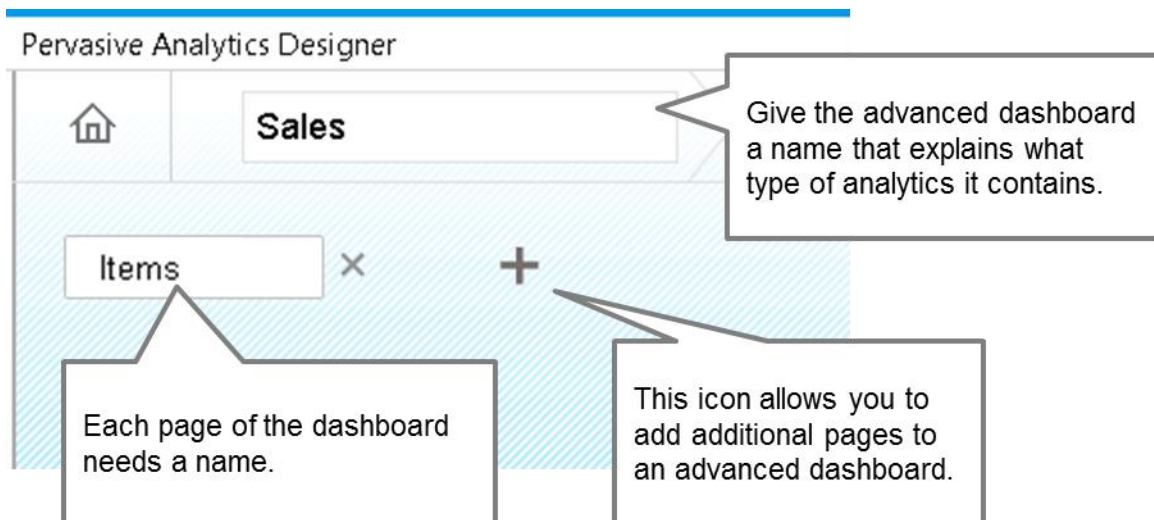 Pervasive Analytics Designer
Sales
Give the advanced dashboard
a name that explains what
type of analytics it contains.
Items
Each page of the dashboard
needs a name.
This icon allows you to
add additional pages to
an advanced dashboard.